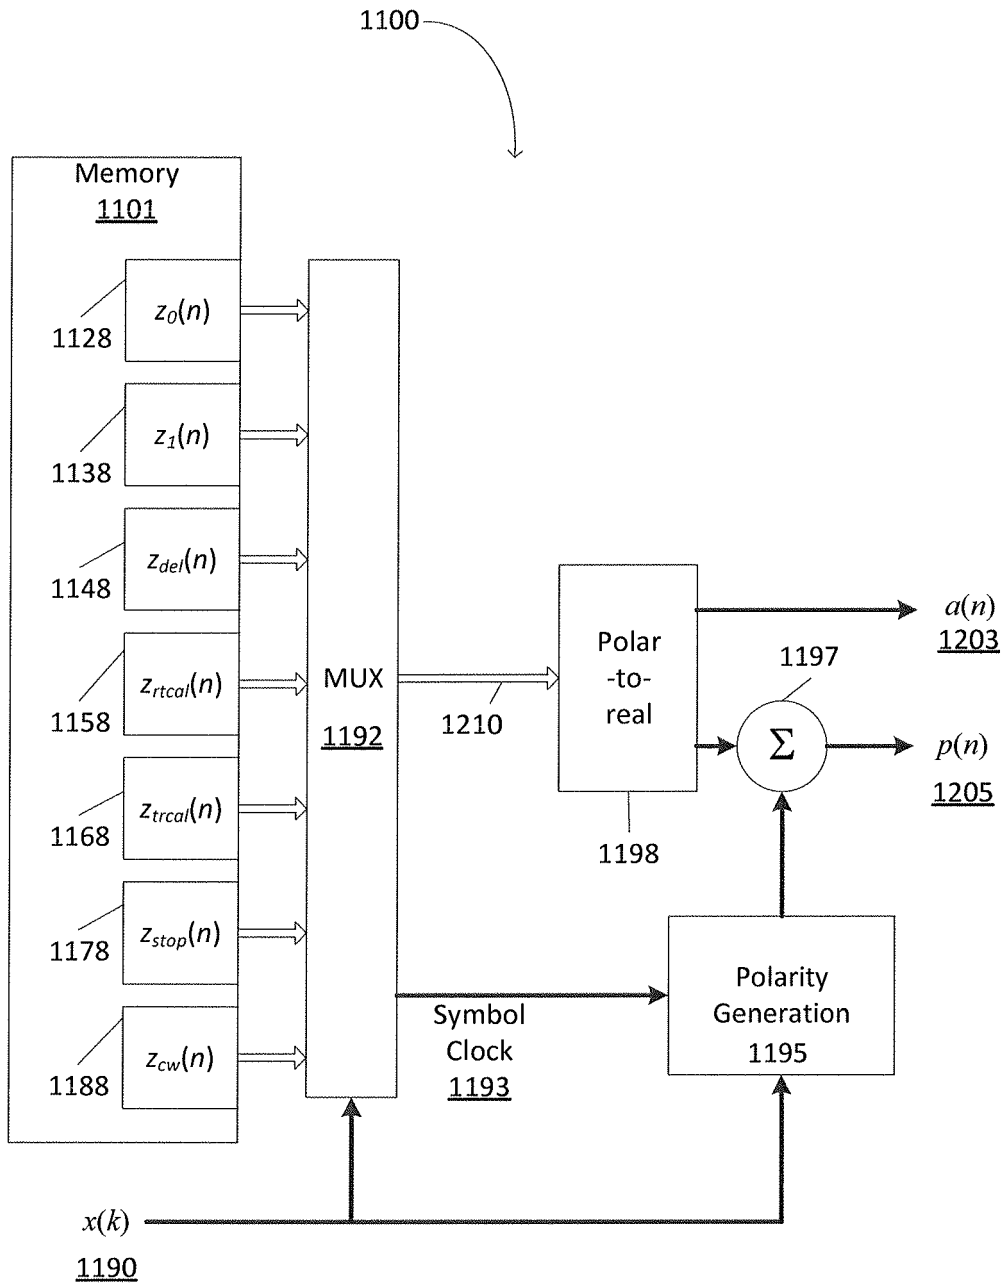 1100
Memory
1101
z0(n)
1128
z1(n)
1138
zdel(n)
1148
zrtcal(n)
1158
ztrcal(n)
1168
zstop(n)
1178
zcw(n)
1188
MUX
1192
1210
Polar
-to-
real
1198
a(n)
1203
1197
Σ
p(n)
1205
Symbol
Clock
1193
Polarity
Generation
1195
x(k)
1190